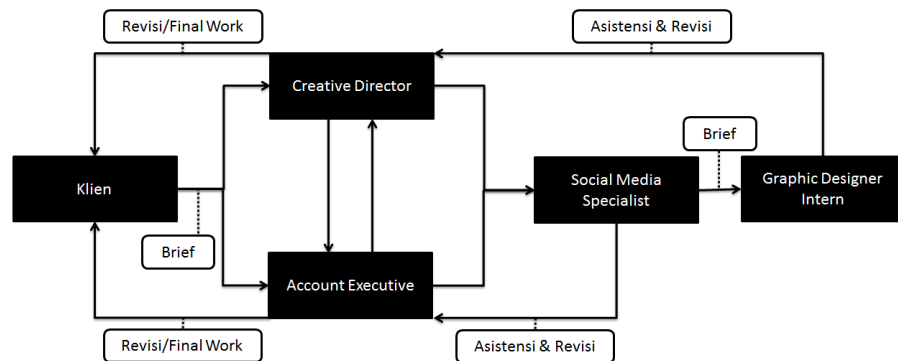 Revisi/Final Work
Asistensi & Revisi
Creative Director
Brief
Klien
Social Media
Specialist
Graphic Designer
Intern
Brief
Account Executive
Revisi/Final Work
Asistensi & Revisi